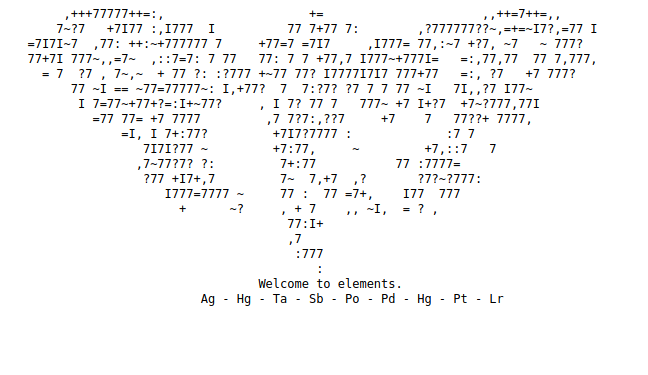 ,+++77777++=:, += ,,++=7++=,,
7~?7 +7I77 :,I777 I 77 7+77 7: ,?777777??~,=+=~I7?,=77 I
=7I7I~7 ,77: ++:~+777777 7 +77=7 =7I7 ,I777= 77,:~7 +?7, ~7 ~ 777?
77+7I 777~,,=7~ ,::7=7: 7 77 77: 7 7 +77,7 I777~+777I= =:,77,77 77 7,777,
= 7 ?7 , 7~,~ + 77 ?: :?777 +~77 77? I7777I7I7 777+77 =:, ?7 +7 777?
77 ~I == ~77=77777~: I,+77? 7 7:?7? ?7 7 7 77 ~I 7I,,?7 I77~
I 7=77~+77+?=:I+~77? , I 7? 77 7 777~ +7 I+?7 +7~?777,77I
=77 77= +7 7777 ,7 7?7:,??7 +7 7 77??+ 7777,
=I, I 7+:77? +7I7?7777 : :7 7
7I7I?77 ~ +7:77, ~ +7,::7 7
,7~77?7? ?: 7+:77 77 :7777=
?77 +I7+,7 7~ 7,+7 ,? ?7?~?777:
I777=7777 ~ 77 : 77 =7+, I77 777
+ ~? , + 7 ,, ~I, = ? ,
77:I+
,7
:777
:
Welcome to elements.
Ag - Hg - Ta - Sb - Po - Pd - Hg - Pt - Lr